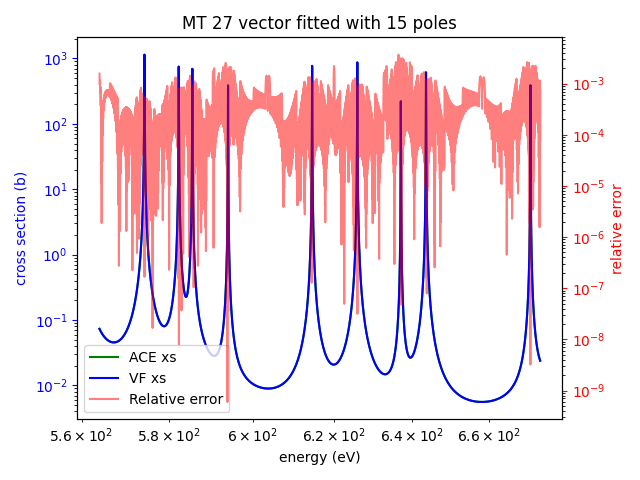 MT 27 vector fitted with 15 poles
cross section (b)
10³
10²
10¹
10⁰
10⁻¹
10⁻²
10⁻³
10⁻⁴
10⁻⁵
10⁻⁶
10⁻⁷
10⁻⁸
10⁻⁹
relative error
ACE xs
VF xs
Relative error
5.6 × 10² 5.8 × 10² 6 × 10² 6.2 × 10² 6.4 × 10² 6.6 × 10²
energy (eV)